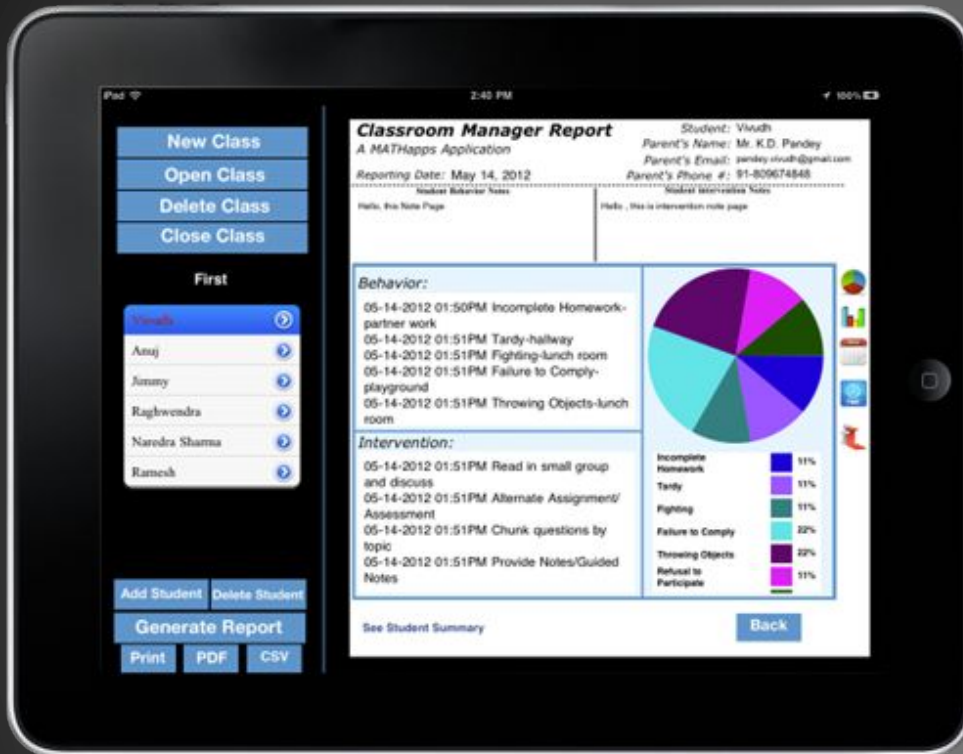 iPad
2:40 PM
100%
New Class
Open Class
Delete Class
Close Class
First
Vivudh
Anuj
Jimmy
Raghwendra
Naredra Sharma
Ramesh
Add Student Delete Student
Generate Report
Print PDF CSV
Classroom Manager Report
A MATHapps Application
Reporting Date: May 14, 2012
Student: Vivudh
Parent's Name: Mr. K.D. Pandey
Parent's Email: pandey.vivudh@gmail.com
Parent's Phone #: 91-809674848
Student Behavior Notes
Hello, this Note Page
Student intervention Notes
Hello , this is intervention note page
Behavior:
05-14-2012 01:50PM Incomplete Homework-
partner work
05-14-2012 01:51PM Tardy-hallway
05-14-2012 01:51PM Fighting-lunch room
05-14-2012 01:51PM Failure to Comply-
playground
05-14-2012 01:51PM Throwing Objects-lunch
room
Intervention:
05-14-2012 01:51PM Read in small group
and discuss
05-14-2012 01:51PM Alternate Assignment/
Assessment
05-14-2012 01:51PM Chunk questions by
topic
05-14-2012 01:51PM Provide Notes/Guided
Notes
Incomplete
Homework 11%
Tardy 11%
Fighting 11%
Failure to Comply 22%
Throwing Objects 22%
Refusal to
Participate 11%
See Student Summary
Back